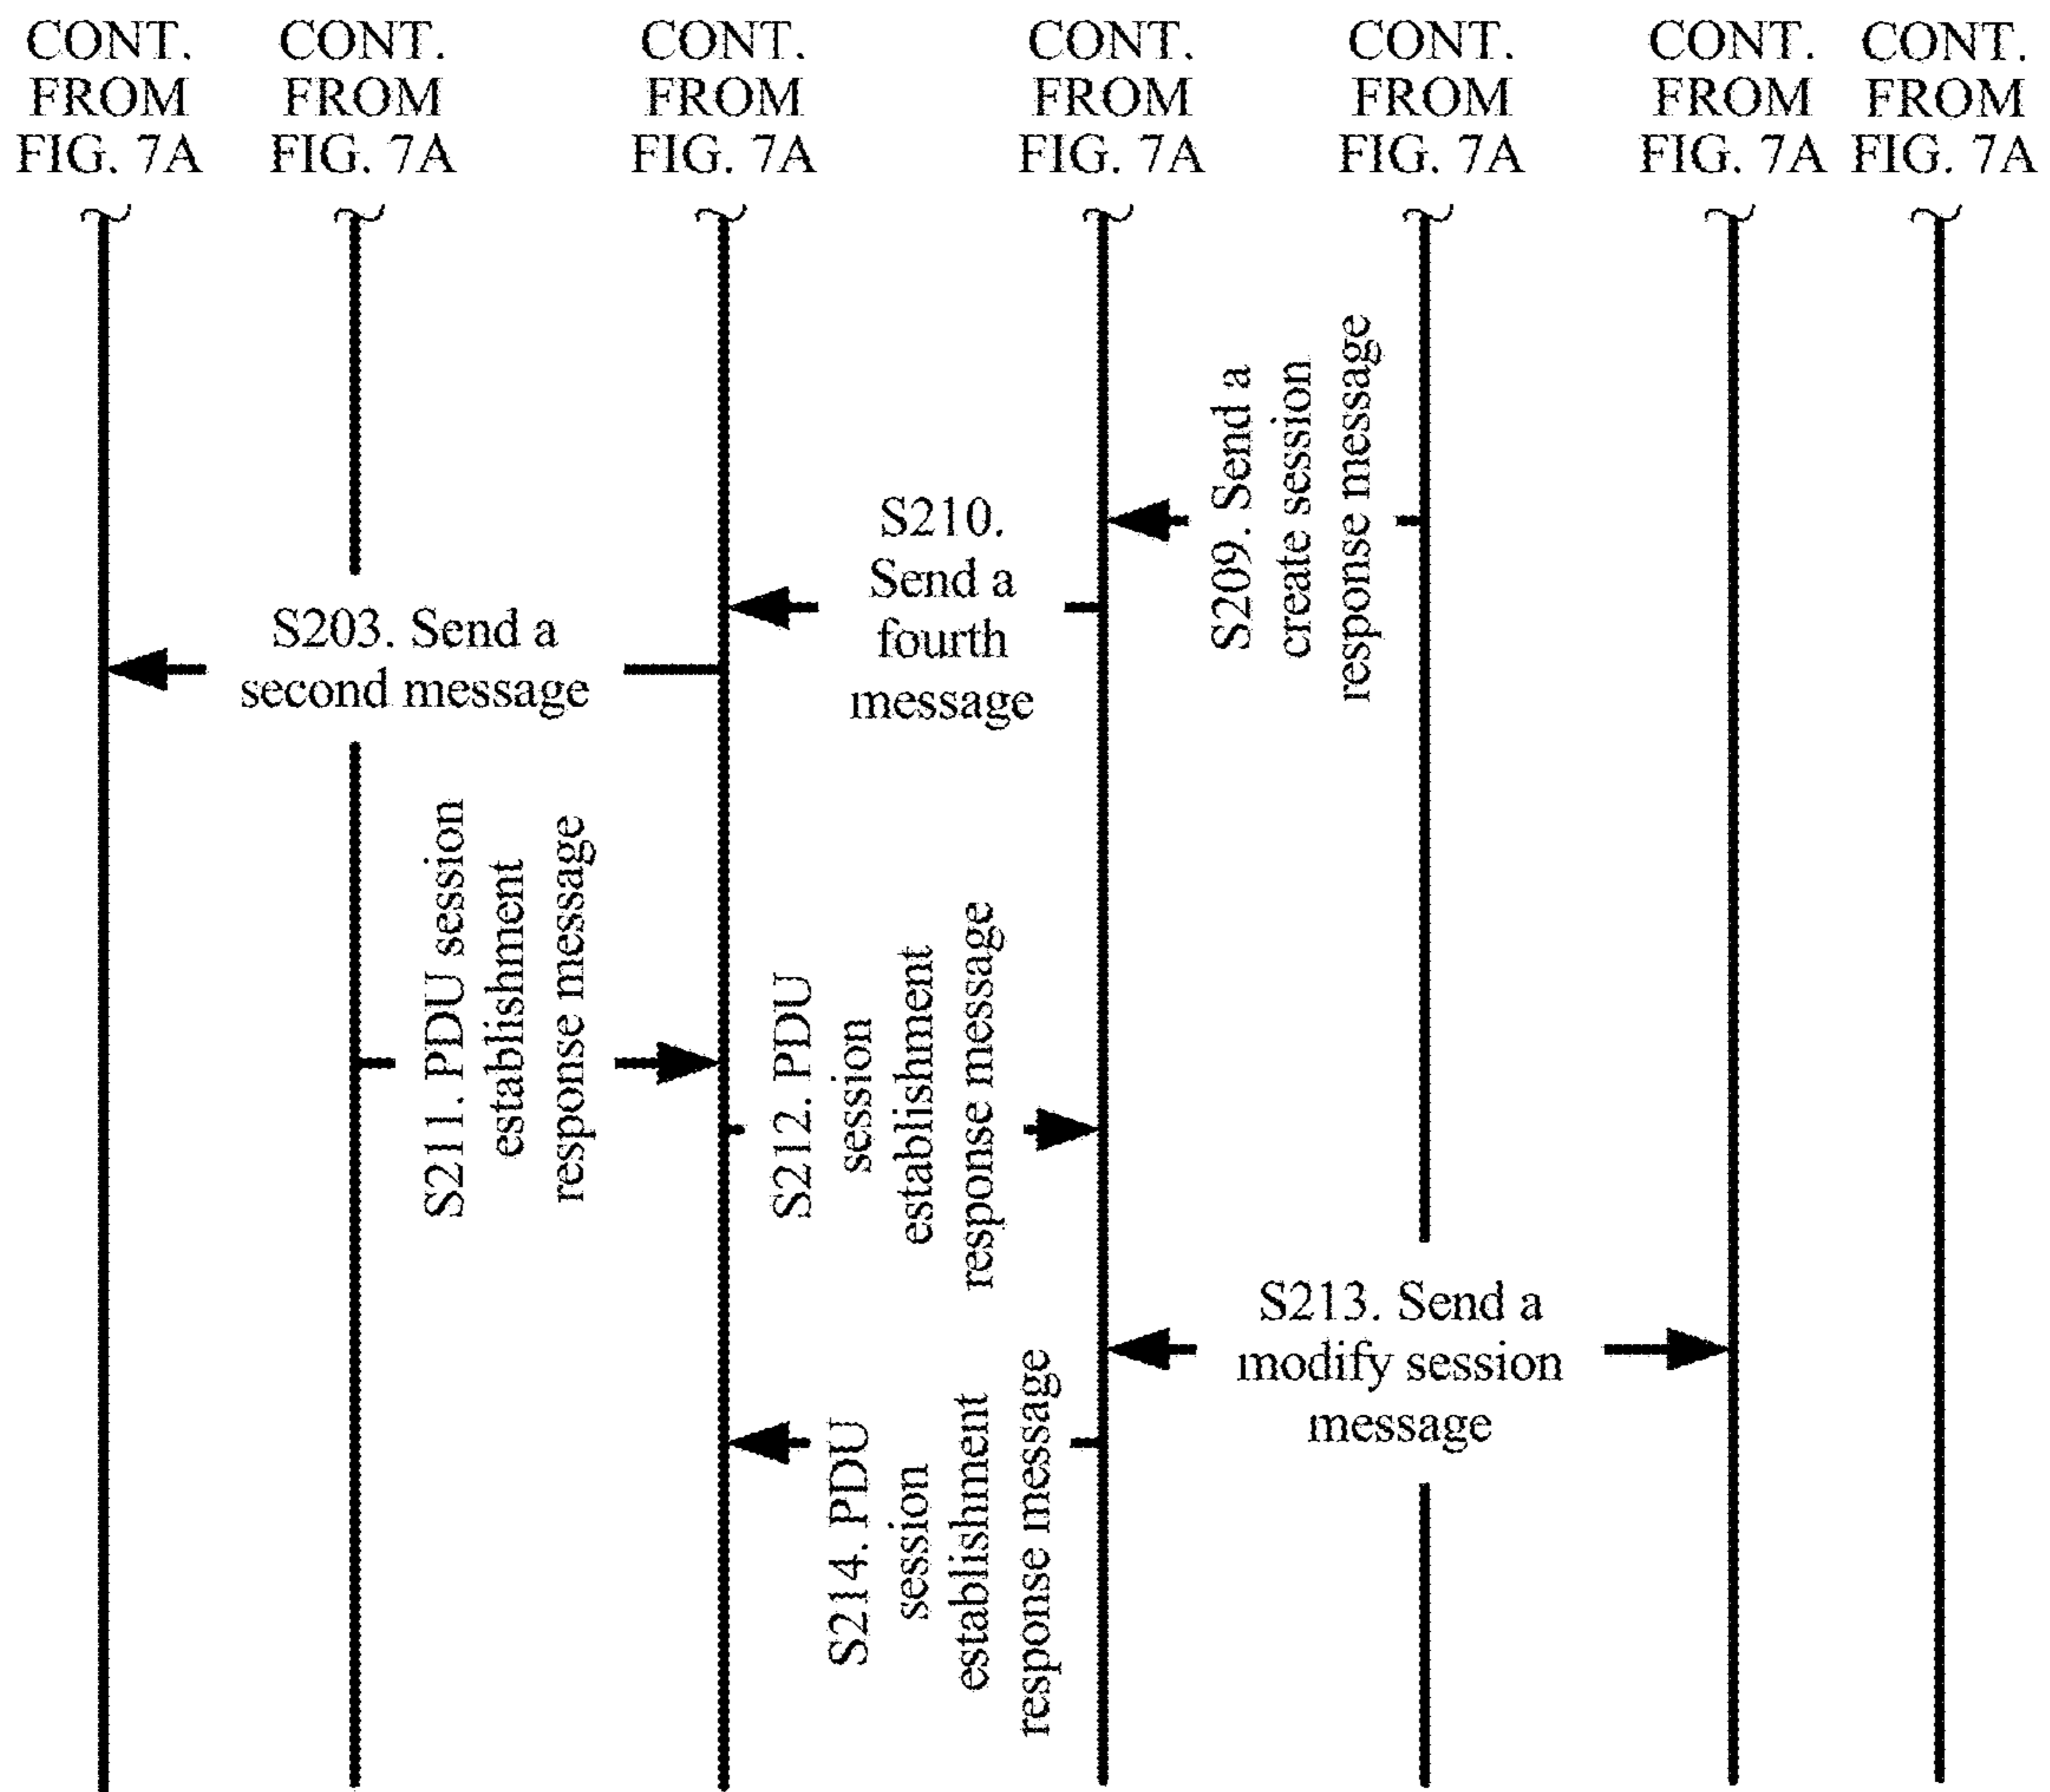 CONT.
FROM
FIG. 7A
CONT.
FROM
FIG. 7A
CONT.
FROM
FIG. 7A
CONT.
FROM
FIG. 7A
CONT.
FROM
FIG. 7A
CONT.
FROM
FIG. 7A
CONT.
FROM
FIG. 7A
S209. Send a
create session
response message
S210.
Send a
fourth
message
S203. Send a
second message
S211. PDU session
establishment
response message
S212. PDU
session
establishment
response message
S213. Send a
modify session
message
S214. PDU
session
establishment
response message